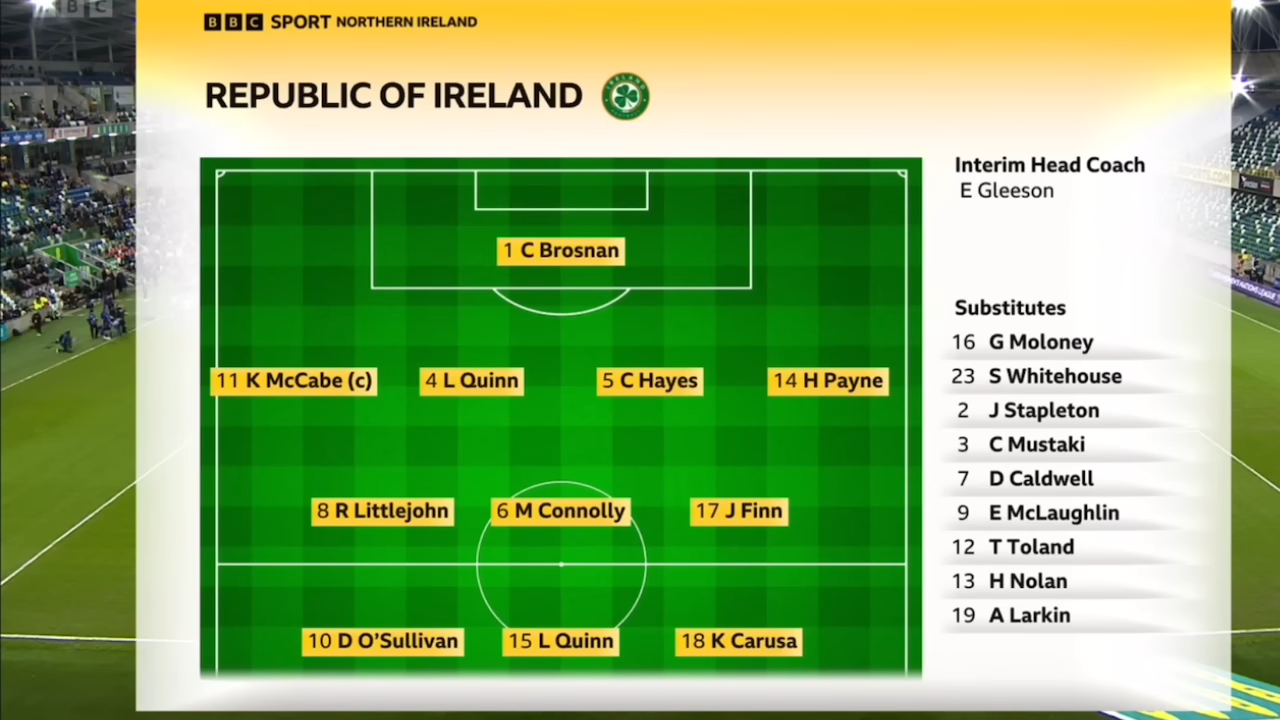 BBC
BBC SPORT NORTHERN IRELAND
REPUBLIC OF IRELAND
IRELAND
Interim Head Coach
E Gleeson
1 C Brosnan
11 K McCabe (c)
4 L Quinn
5 C Hayes
14 H Payne
8 R Littlejohn
6 M Connolly
17 J Finn
10 D O'Sullivan
15 L Quinn
18 K Carusa
Substitutes
16 G Moloney
23 S Whitehouse
2 J Stapleton
3 C Mustaki
7 D Caldwell
9 E McLaughlin
12 T Toland
13 H Nolan
19 A Larkin